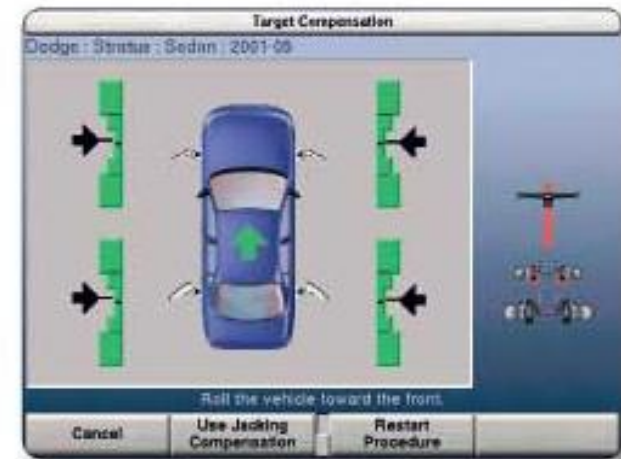 Target Compensation
Dodge : Stratus : Sedan : 2001-05
Roll the vehicle toward the front.
Cancel
Use Jacking
Compensation
Restart
Procedure